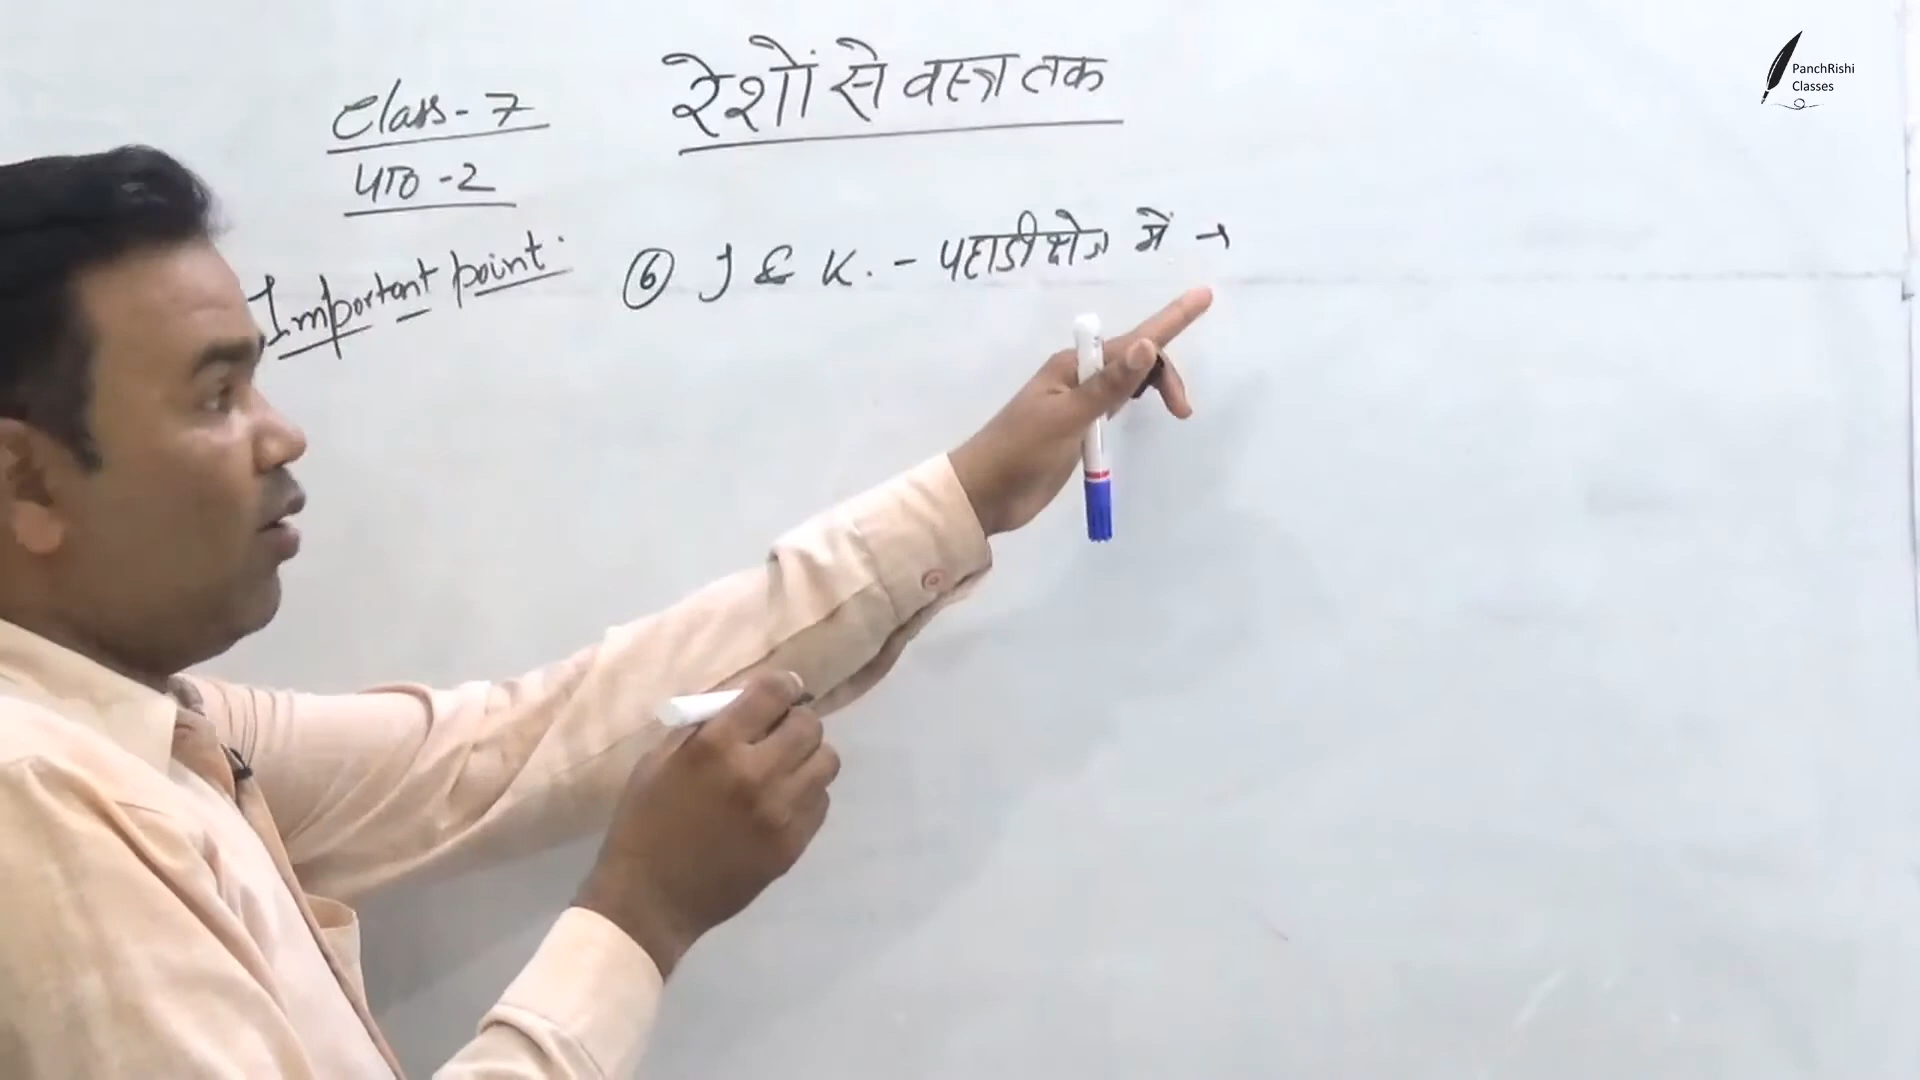 रेशों से वस्त्र तक
Class-7
पाठ-2
Important point.
⑥ J & K. - पहाडी क्षेत्र में →
PanchRishi
Classes